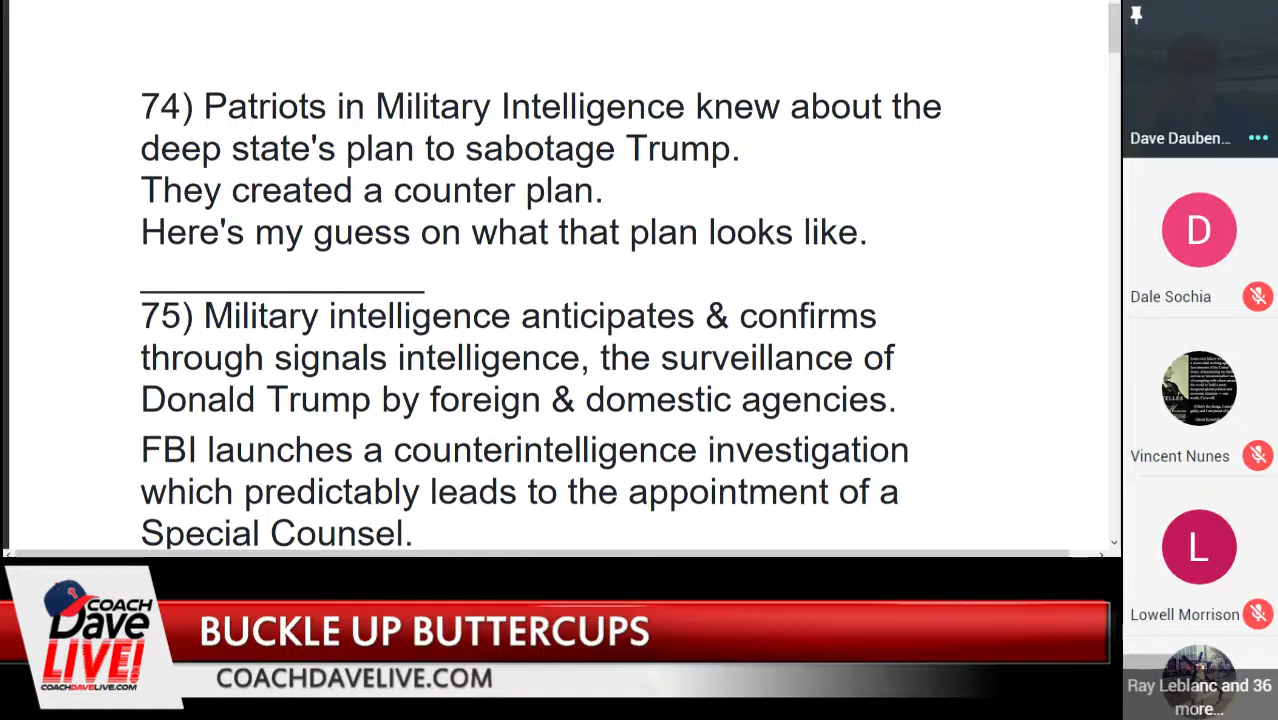 74) Patriots in Military Intelligence knew about the
deep state's plan to sabotage Trump.
They created a counter plan.
Here's my guess on what that plan looks like.
75) Military intelligence anticipates & confirms
through signals intelligence, the surveillance of
Donald Trump by foreign & domestic agencies.
FBI launches a counterintelligence investigation
which predictably leads to the appointment of a
Special Counsel.
Dave Dauben...
D
Dale Sochia
Vincent Nunes
L
Lowell Morrison
Ray Leblanc and 36
more...
COACH
Dave
LIVE!
COACHDAVELIVE.COM
BUCKLE UP BUTTERCUPS
COACHDAVELIVE.COM